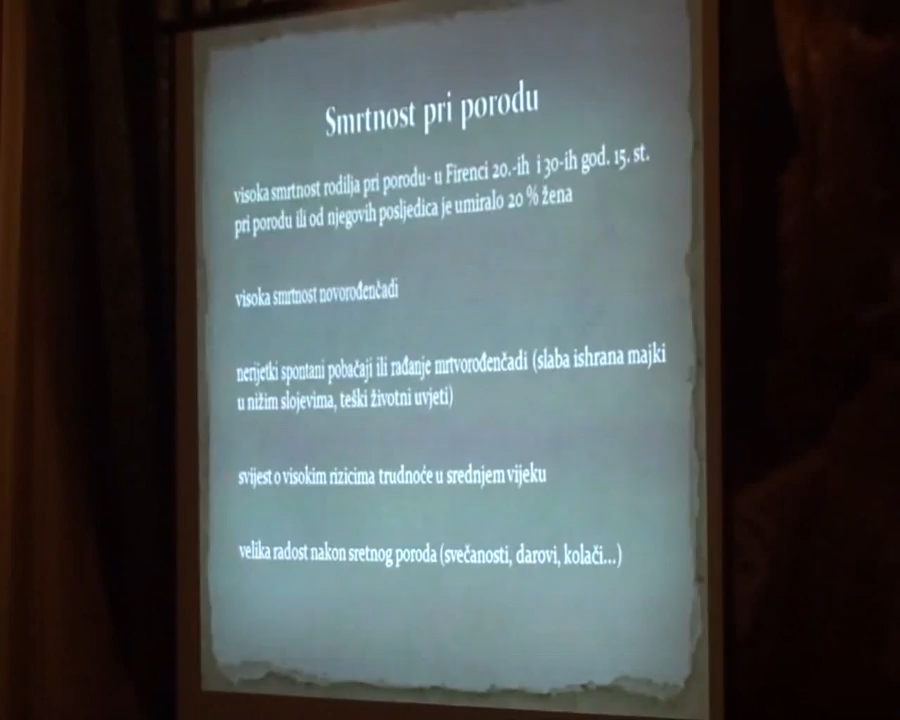 Smrtnost pri porodu
visoka smrtnost rodilja pri porodu- u Firenci 20.-ih i 30-ih god. 15. st.
pri porodu ili od njegovih posljedica je umiralo 20 % žena
visoka smrtnost novorođenčadi
nerijetki spontani pobačaji ili rađanje mrtvorođenčadi (slaba ishrana majki
u nižim slojevima, teški životni uvjeti)
svijest o visokim rizicima trudnoće u srednjem vijeku
velika radost nakon sretnog poroda (svečanosti, darovi, kolači...)